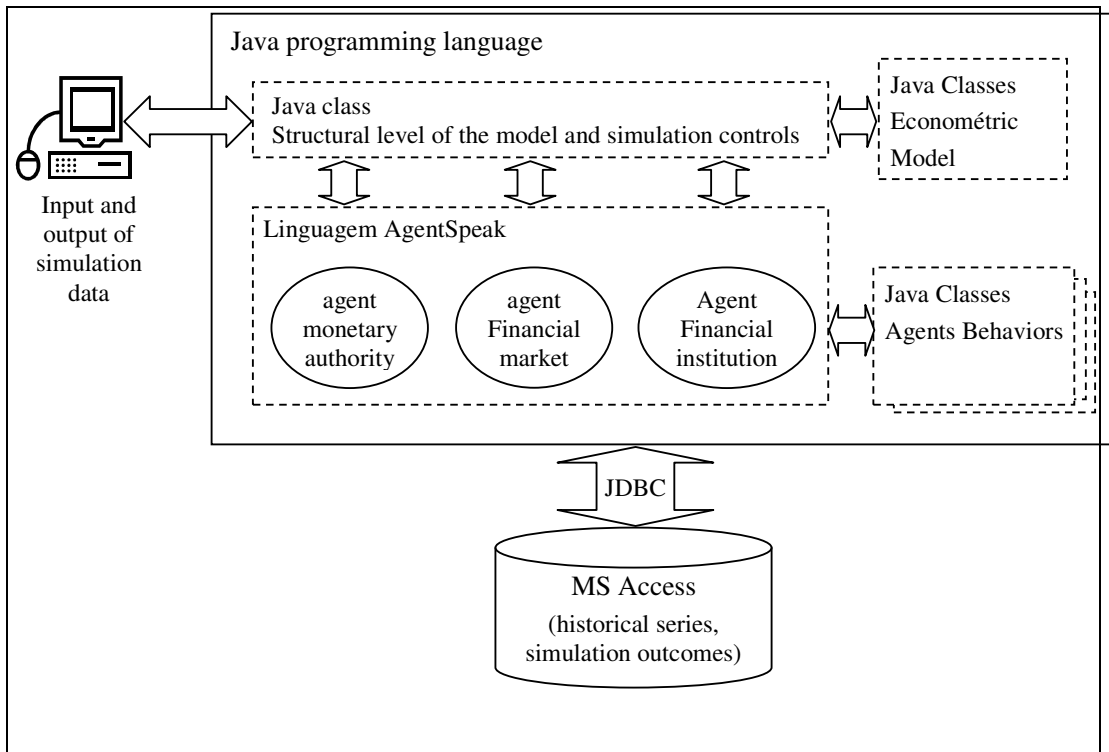 Java programming language
Java class
Structural level of the model and simulation controls
Java Classes
Econométric
Model
Input and
output of
simulation
data
Linguagem AgentSpeak
agent
monetary
authority
agent
Financial
market
Agent
Financial
institution
Java Classes
Agents Behaviors
JDBC
MS Access
(historical series,
simulation outcomes)